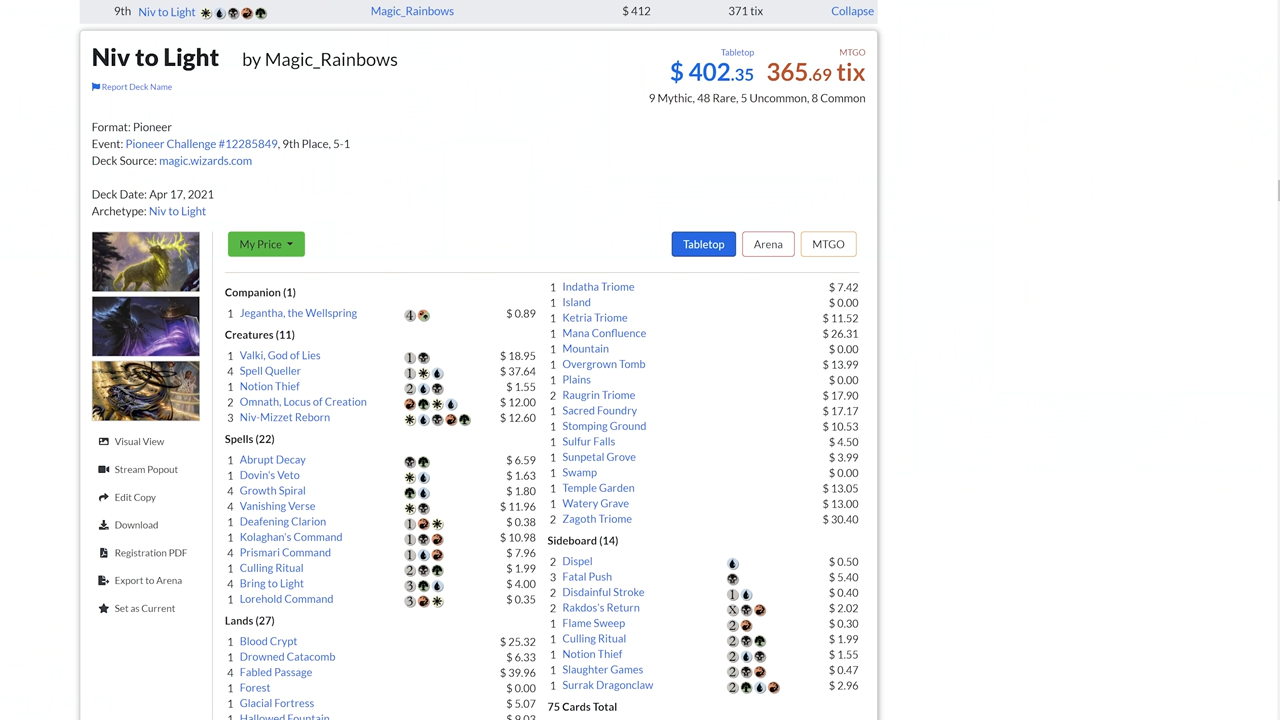 9th Niv to Light Magic_Rainbows $ 412 371 tix Collapse
Niv to Light by Magic_Rainbows
Report Deck Name
Tabletop MTGO
$ 402.35 365.69 tix
9 Mythic, 48 Rare, 5 Uncommon, 8 Common
Format: Pioneer
Event: Pioneer Challenge #12285849, 9th Place, 5-1
Deck Source: magic.wizards.com
Deck Date: Apr 17, 2021
Archetype: Niv to Light
My Price
Tabletop Arena MTGO
Visual View
Stream Popout
Edit Copy
Download
Registration PDF
Export to Arena
Set as Current
Companion (1)
1 Jegantha, the Wellspring 4 $ 0.89
Creatures (11)
1 Valki, God of Lies 1 $ 18.95
4 Spell Queller 1 $ 37.64
1 Notion Thief 2 $ 1.55
2 Omnath, Locus of Creation $ 12.00
3 Niv-Mizzet Reborn $ 12.60
Spells (22)
1 Abrupt Decay $ 6.59
1 Dovin's Veto $ 1.63
4 Growth Spiral $ 1.80
4 Vanishing Verse $ 11.96
1 Deafening Clarion 1 $ 0.38
1 Kolaghan's Command 1 $ 10.98
4 Prismari Command 1 $ 7.96
1 Culling Ritual 2 $ 1.99
4 Bring to Light 3 $ 4.00
1 Lorehold Command 3 $ 0.35
Lands (27)
1 Blood Crypt $ 25.32
1 Drowned Catacomb $ 6.33
4 Fabled Passage $ 39.96
1 Forest $ 0.00
1 Glacial Fortress $ 5.07
1 Hallowed Fountain $ 9.03
1 Indatha Triome $ 7.42
1 Island $ 0.00
1 Ketria Triome $ 11.52
1 Mana Confluence $ 26.31
1 Mountain $ 0.00
1 Overgrown Tomb $ 13.99
1 Plains $ 0.00
2 Raugrin Triome $ 17.90
1 Sacred Foundry $ 17.17
1 Stomping Ground $ 10.53
1 Sulfur Falls $ 4.50
1 Sunpetal Grove $ 3.99
1 Swamp $ 0.00
1 Temple Garden $ 13.05
1 Watery Grave $ 13.00
2 Zagoth Triome $ 30.40
Sideboard (14)
2 Dispel $ 0.50
3 Fatal Push $ 5.40
2 Disdainful Stroke 1 $ 0.40
2 Rakdos's Return X $ 2.02
1 Flame Sweep 2 $ 0.30
1 Culling Ritual 2 $ 1.99
1 Notion Thief 2 $ 1.55
1 Slaughter Games 2 $ 0.47
1 Surrak Dragonclaw 2 $ 2.96
75 Cards Total